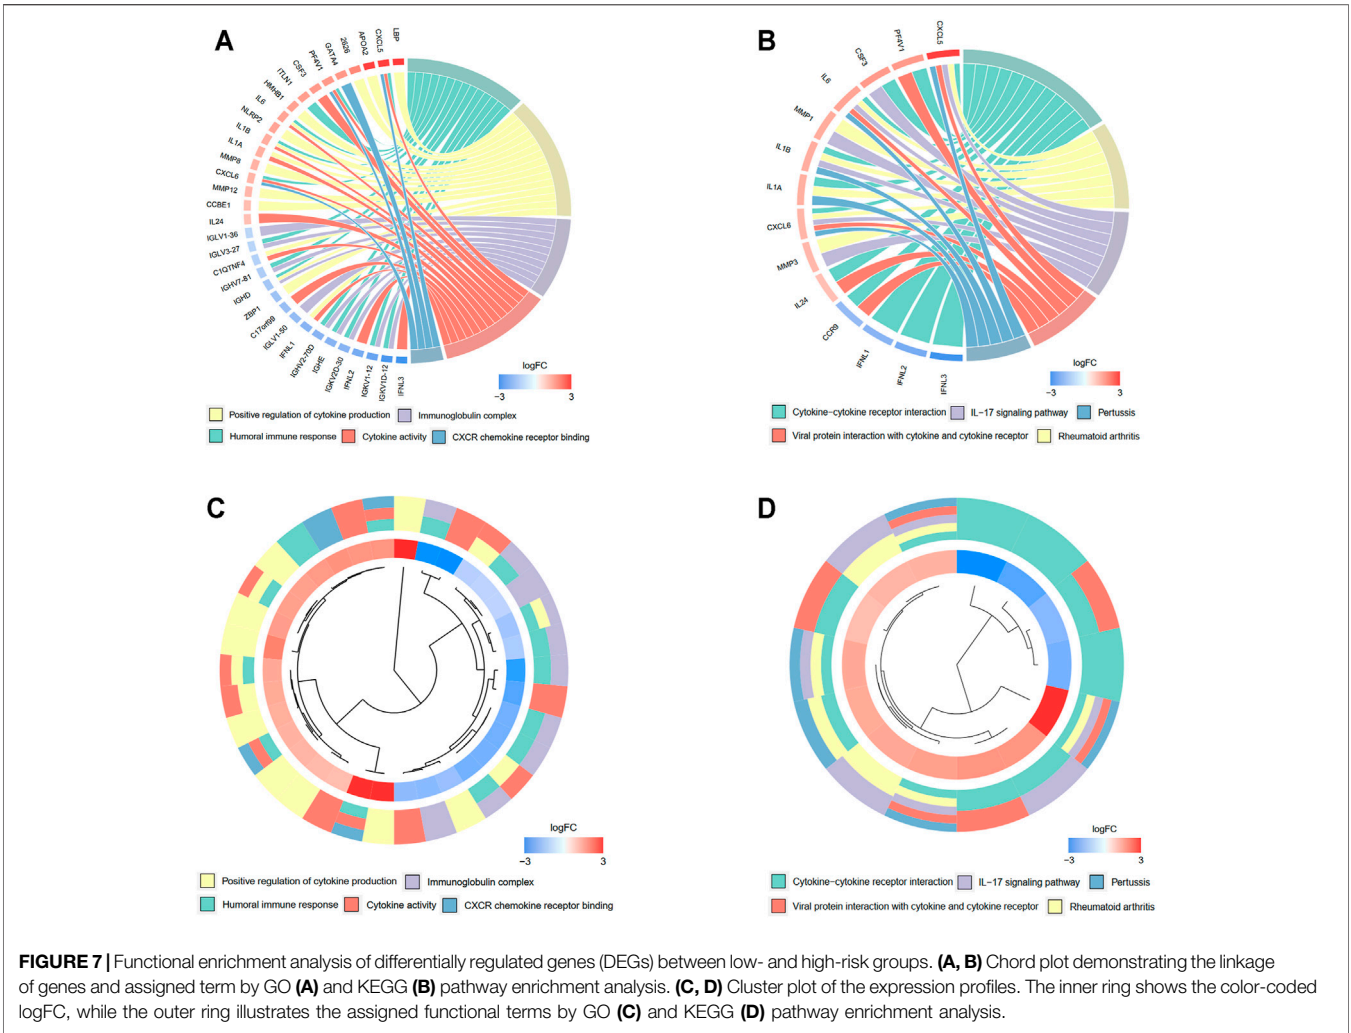 A
LBP
CXCL5
APOA2
2626
GATA4
PF4V1
CSF3
ITLN1
HMHB1
IL6
NLRP2
IL1B
IL1A
MMP8
CXCL6
MMP12
CCBE1
IL24
IGLV1-36
IGLV3-27
C1QTNF4
IGHV7-81
IGHD
ZBP1
C17orf99
IGLV1-50
IFNL1
IGHV2-70D
IGHE
IGKV2D-30
IFNL2
IGKV1-12
IGKV1D-12
IFNL3
logFC
−3 3
Positive regulation of cytokine production Immunoglobulin complex
Humoral immune response Cytokine activity CXCR chemokine receptor binding
B
CXCL5
PF4V1
CSF3
IL6
MMP1
IL1B
IL1A
CXCL6
MMP3
IL24
CCR9
IFNL1
IFNL2
IFNL3
logFC
−3 3
Cytokine−cytokine receptor interaction IL−17 signaling pathway Pertussis
Viral protein interaction with cytokine and cytokine receptor Rheumatoid arthritis
C
logFC
−3 3
Positive regulation of cytokine production Immunoglobulin complex
Humoral immune response Cytokine activity CXCR chemokine receptor binding
D
logFC
−3 3
Cytokine−cytokine receptor interaction IL−17 signaling pathway Pertussis
Viral protein interaction with cytokine and cytokine receptor Rheumatoid arthritis
FIGURE 7 | Functional enrichment analysis of differentially regulated genes (DEGs) between low- and high-risk groups. (A, B) Chord plot demonstrating the linkage
of genes and assigned term by GO (A) and KEGG (B) pathway enrichment analysis. (C, D) Cluster plot of the expression profiles. The inner ring shows the color-coded
logFC, while the outer ring illustrates the assigned functional terms by GO (C) and KEGG (D) pathway enrichment analysis.